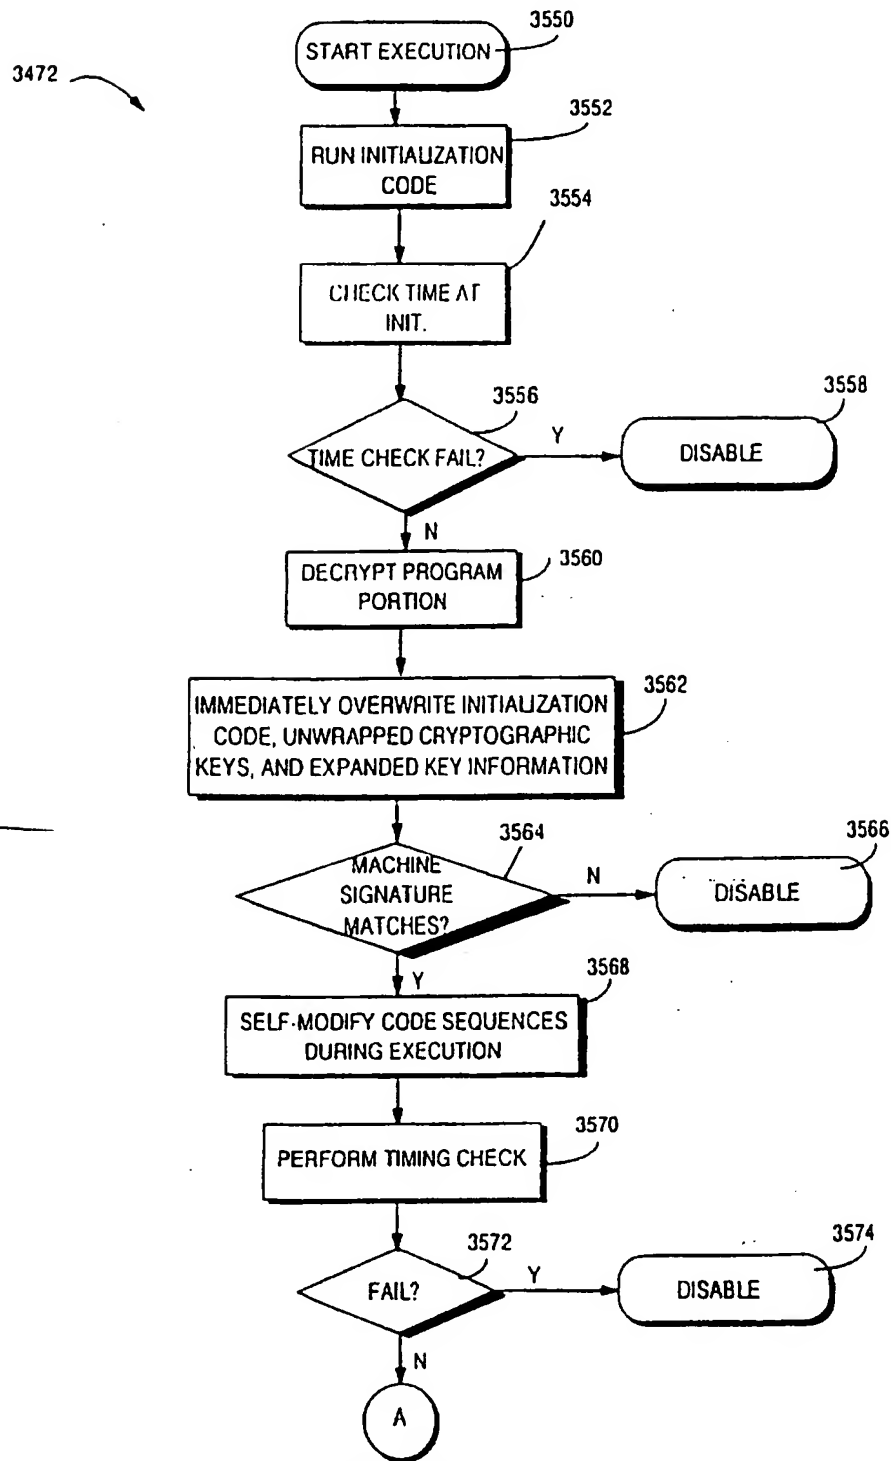 3550
START EXECUTION
3472
3552
RUN INITIALIZATION
CODE
3554
CHECK TIME AT
INIT.
3556
3558
TIME CHECK FAIL?
Y
DISABLE
N
3560
DECRYPT PROGRAM
PORTION
3562
IMMEDIATELY OVERWRITE INITIALIZATION
CODE, UNWRAPPED CRYPTOGRAPHIC
KEYS, AND EXPANDED KEY INFORMATION
3564
3566
MACHINE
SIGNATURE
MATCHES?
N
DISABLE
Y
3568
SELF-MODIFY CODE SEQUENCES
DURING EXECUTION
3570
PERFORM TIMING CHECK
3572
3574
FAIL?
Y
DISABLE
N
A